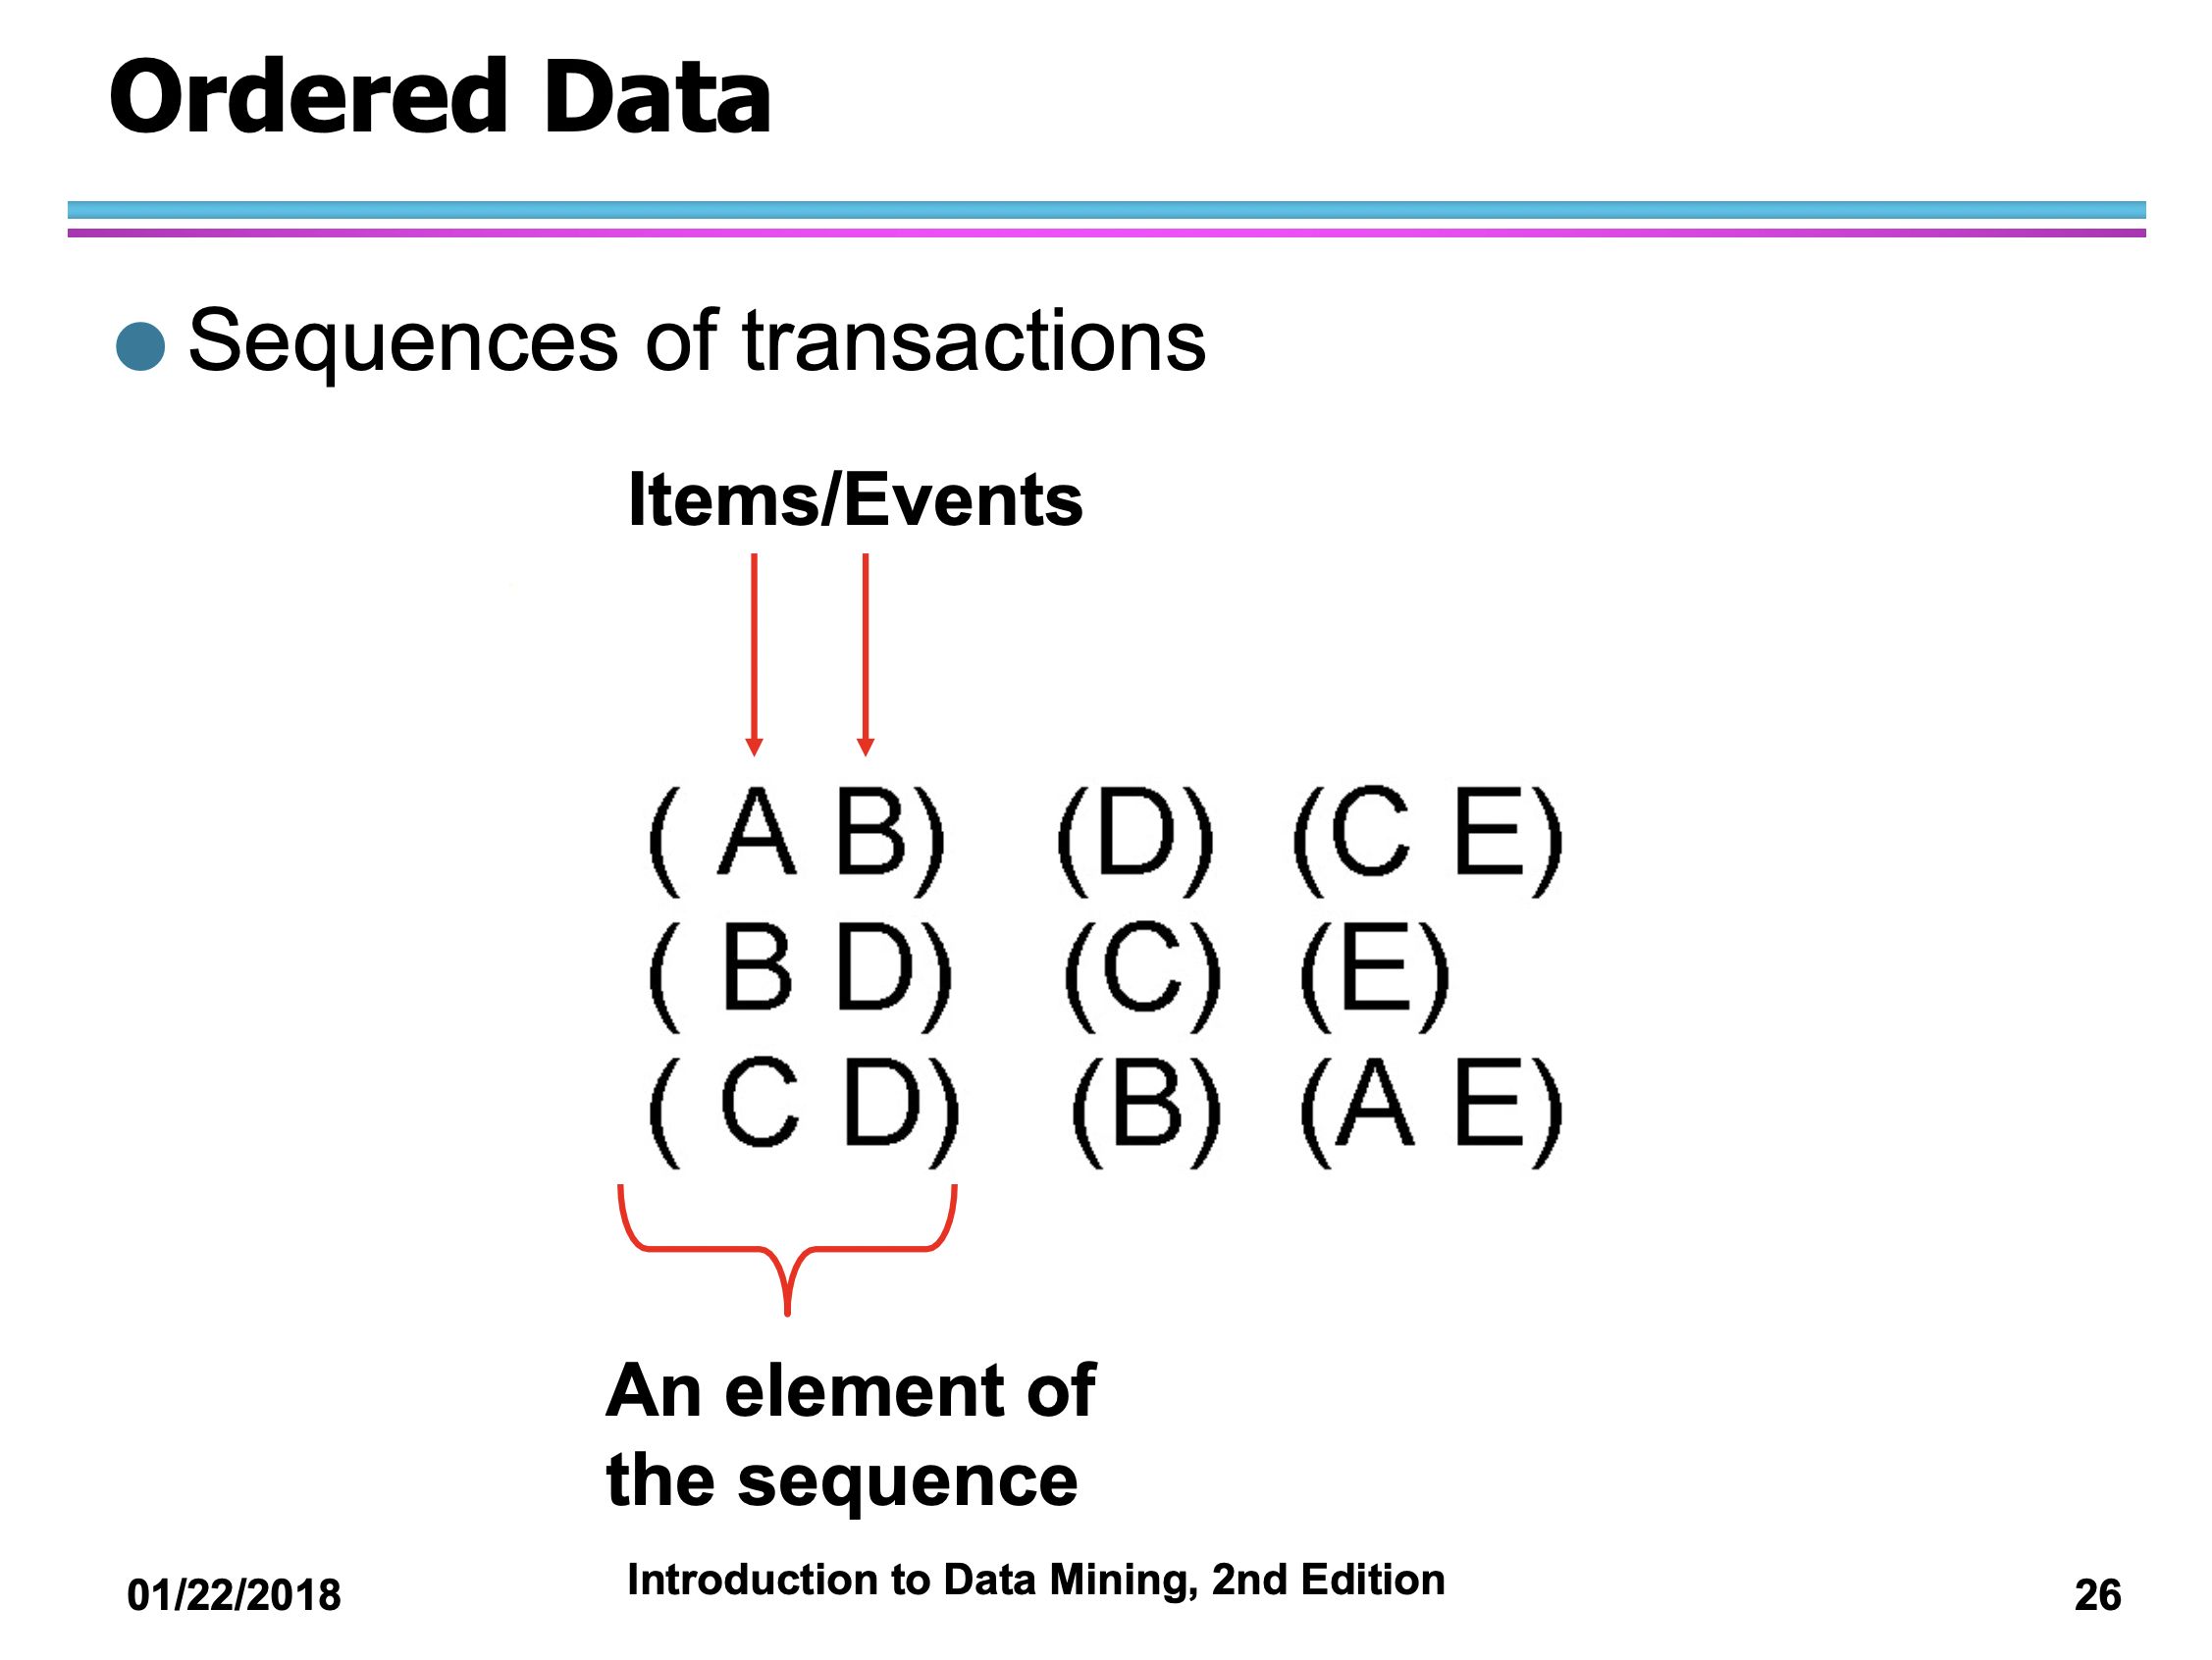 Ordered Data
Sequences of transactions
Items/Events
( A B) (D) (C E)
( B D) (C) (E)
( C D) (B) (A E)
An element of
the sequence
01/22/2018 Introduction to Data Mining, 2nd Edition 26